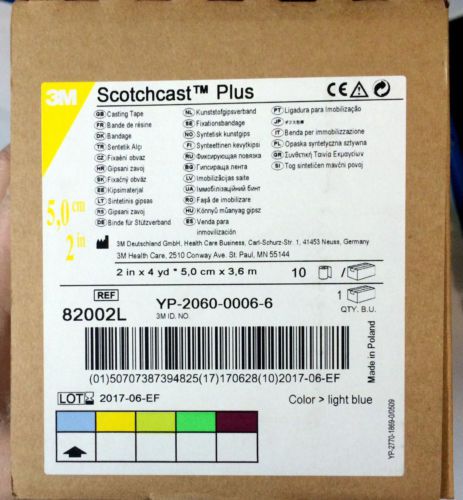 3M
Scotchcast™ Plus
CE
GB Casting Tape
FR Bande de résine
DK Bandage
TR Sentetik Alçı
CZ Fixaění obvaz
HR Gipsani zavoj
SK Fixačný obväz
EE Kipsimaterjal
LT Sintetinis gipsas
RS Gipsani zavoj
DE Binde für Stützverband
NL Kunststofgipsverband
SE Fixationsbandage
NO Syntetisk kunstgips
FI Synteettinen kevytkipsi
RU Фиксирующая повязка
BG Гипсираща лента
LV Imobilizācijas saite
UA Іммобілізаційний бинт
RO Faşă de imofilizare
HU Könnyű műanyag gipsz
ES Venda para
inmovilización
PT Ligadura para Imobilização
JP ギプス包帯
IT Benda per immobilizzazione
PL Opaska syntetyczna sztywna
GR Συνθετική Ταινία Εκμαγείων
SI Tog sintetičen mavčni povoj
5,0 cm
2 in
3M Deutschland GmbH, Health Care Business, Carl-Schurz-Str. 1, 41453 Neuss, Germany
3M Health Care, 2510 Conway Ave. St. Paul, MN 55144
2 in x 4 yd * 5,0 cm x 3,6 m
10 /
REF
82002L
YP-2060-0006-6
3M ID. NO.
1
QTY. B.U.
(01)50707387394825(17)170628(10)2017-06-EF
Made in Poland
LOT 2017-06-EF
Color > light blue
YP-2770-1869-0/0509